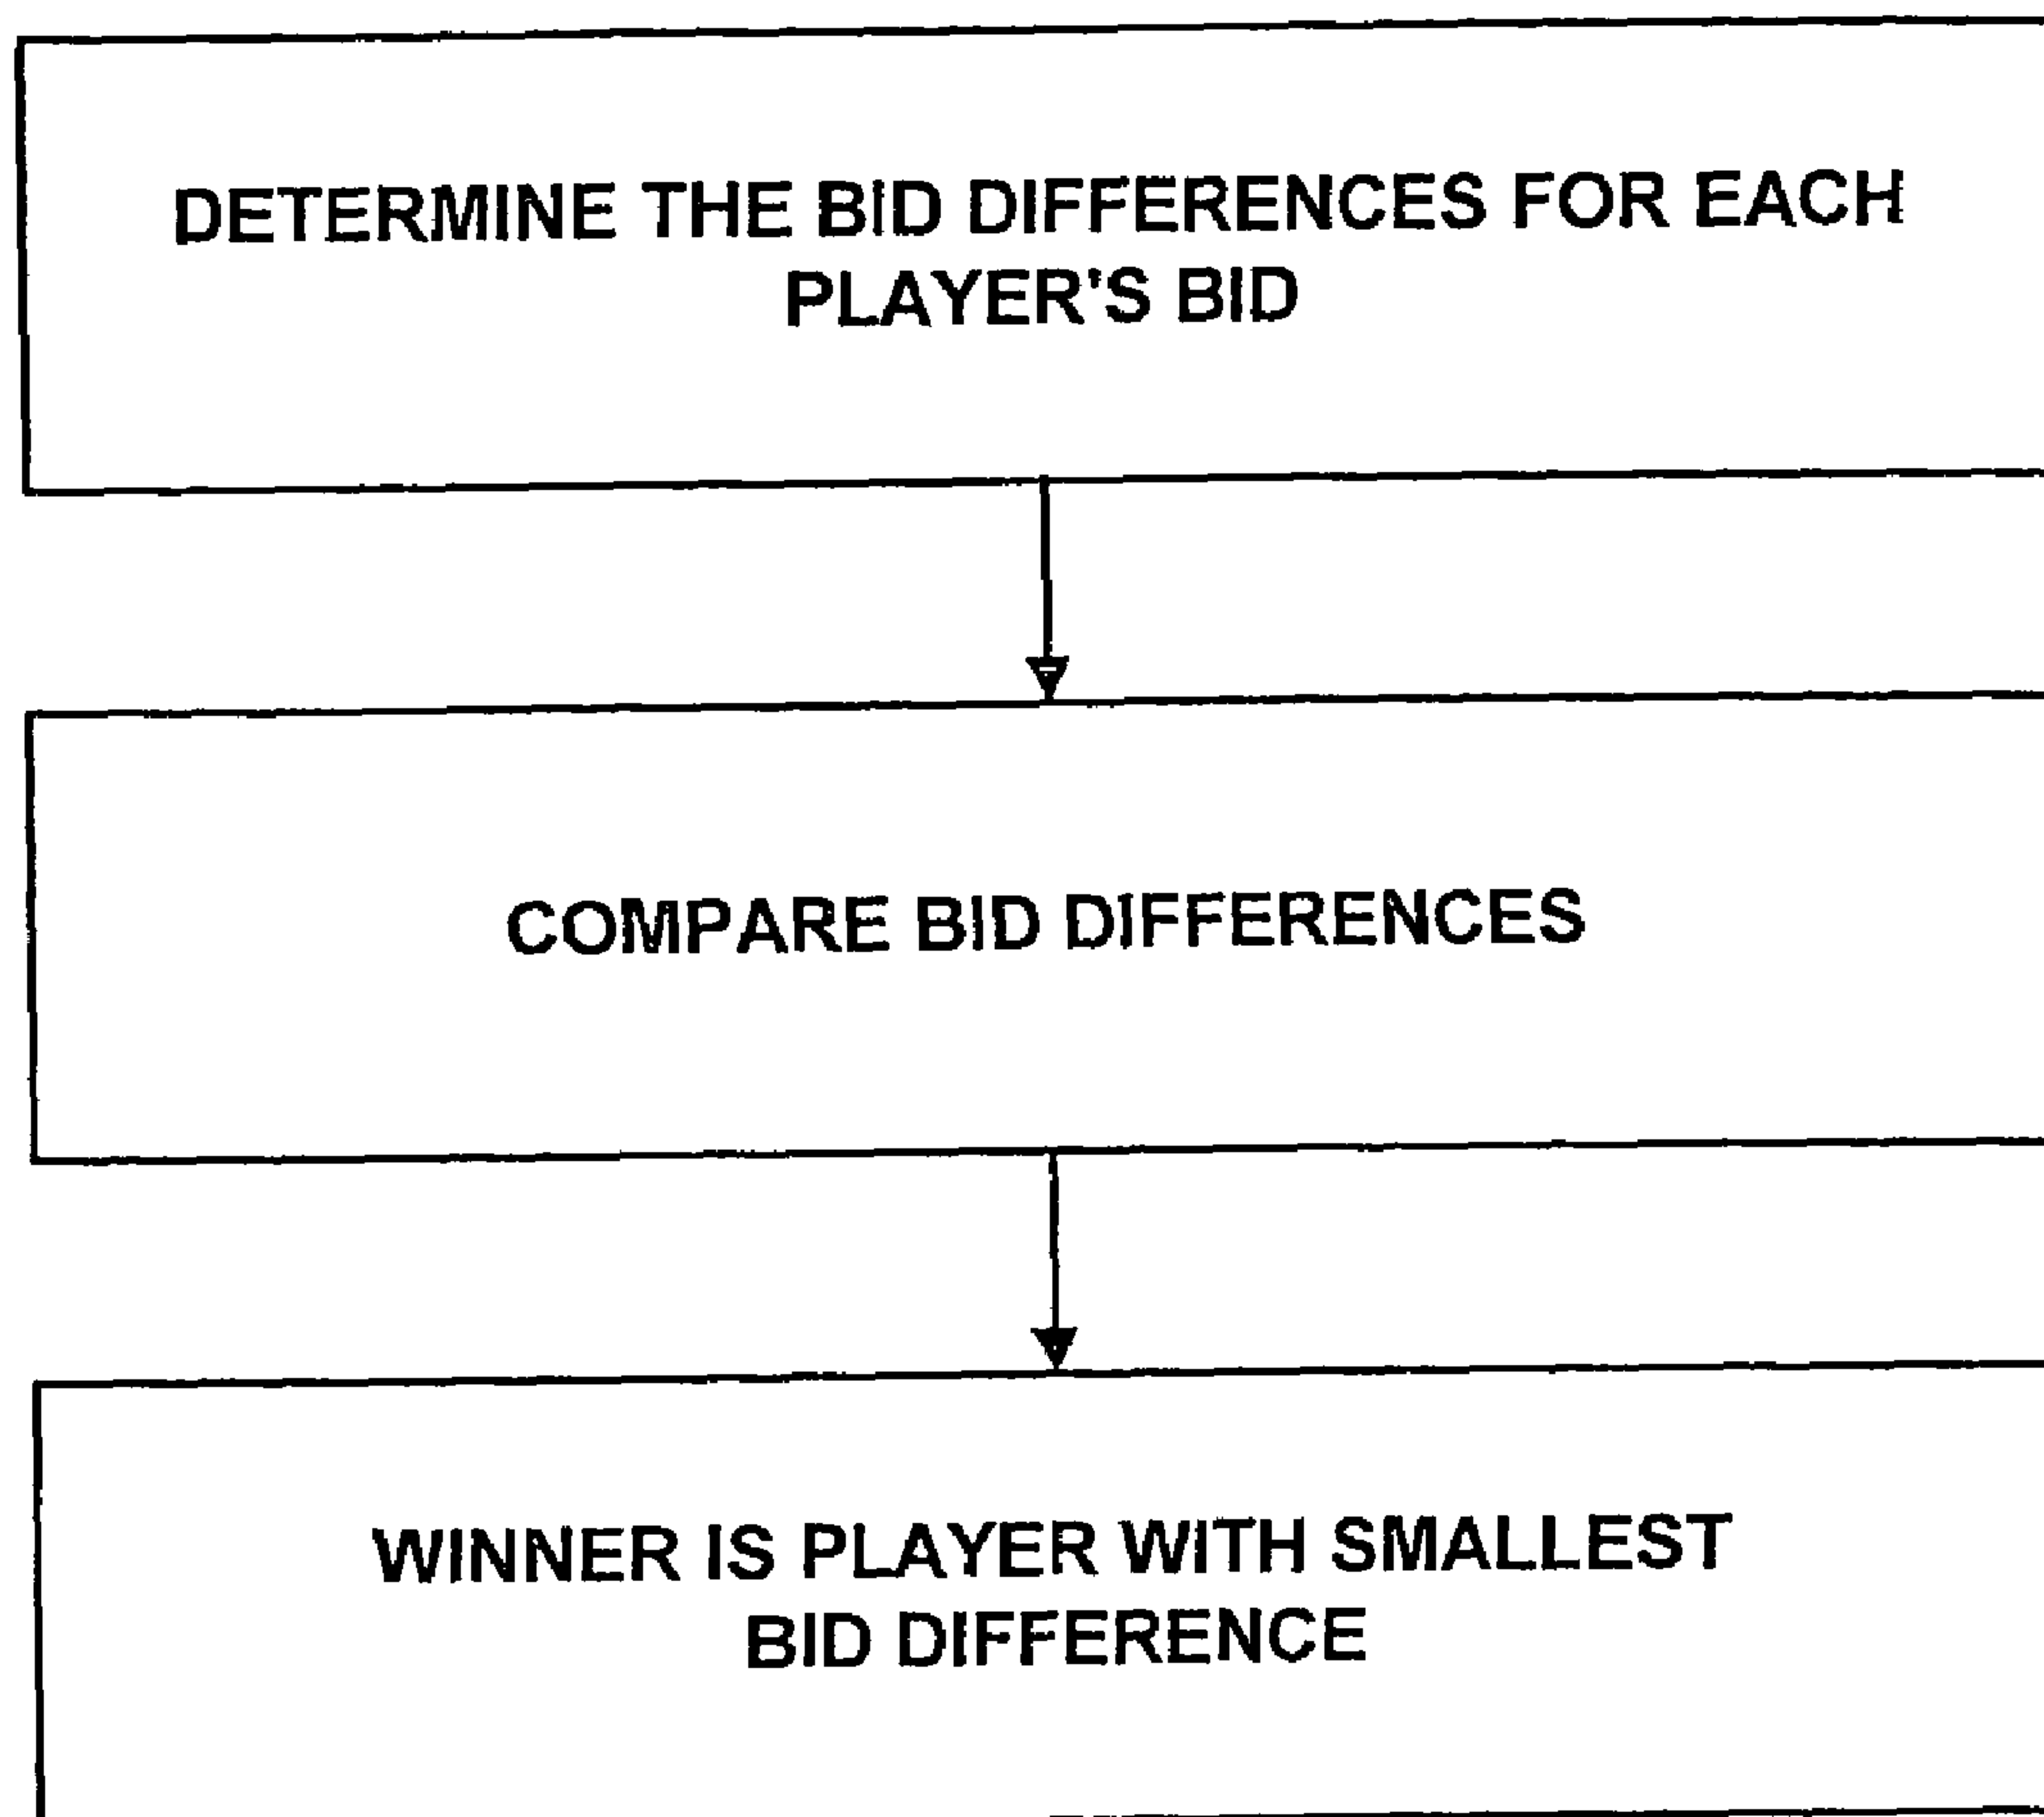 DETERMINE THE BID DIFFERENCES FOR EACH
PLAYER'S BID
COMPARE BID DIFFERENCES
WINNER IS PLAYER WITH SMALLEST
BID DIFFERENCE